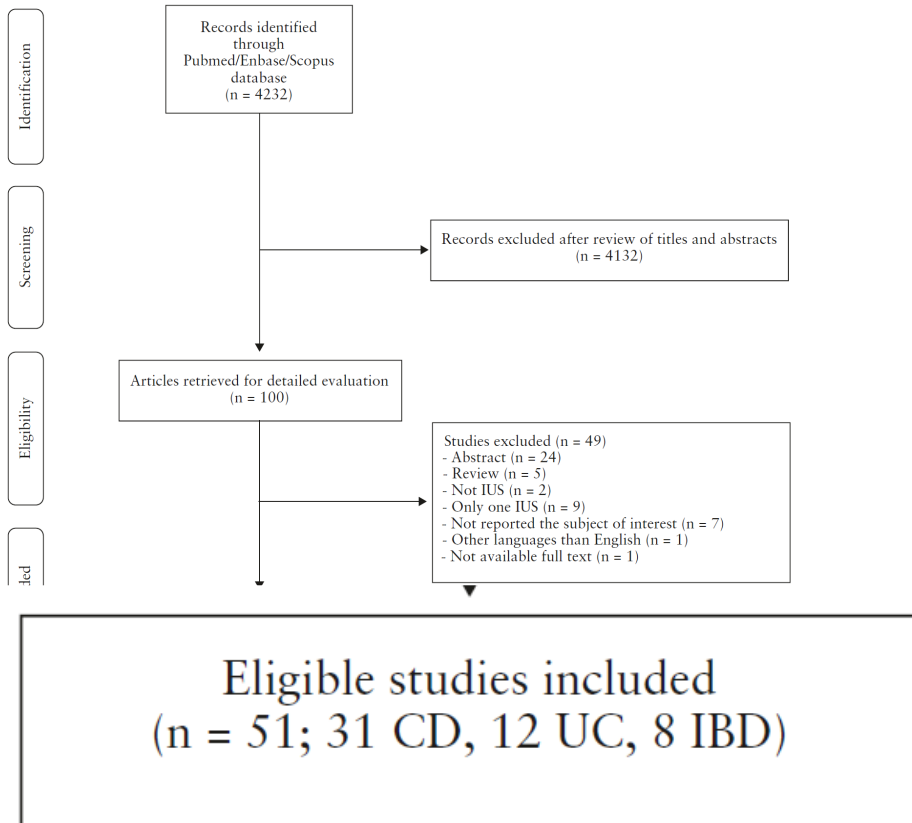 Identification
Records identified
through
Pubmed/Enbase/Scopus
database
(n = 4232)
Screening
Records excluded after review of titles and abstracts
(n = 4132)
Eligibility
Articles retrieved for detailed evaluation
(n = 100)
Studies excluded (n = 49)
- Abstract (n = 24)
- Review (n = 5)
- Not IUS (n = 2)
- Only one IUS (n = 9)
- Not reported the subject of interest (n = 7)
- Other languages than English (n = 1)
- Not available full text (n = 1)
ded
Eligible studies included
(n = 51; 31 CD, 12 UC, 8 IBD)